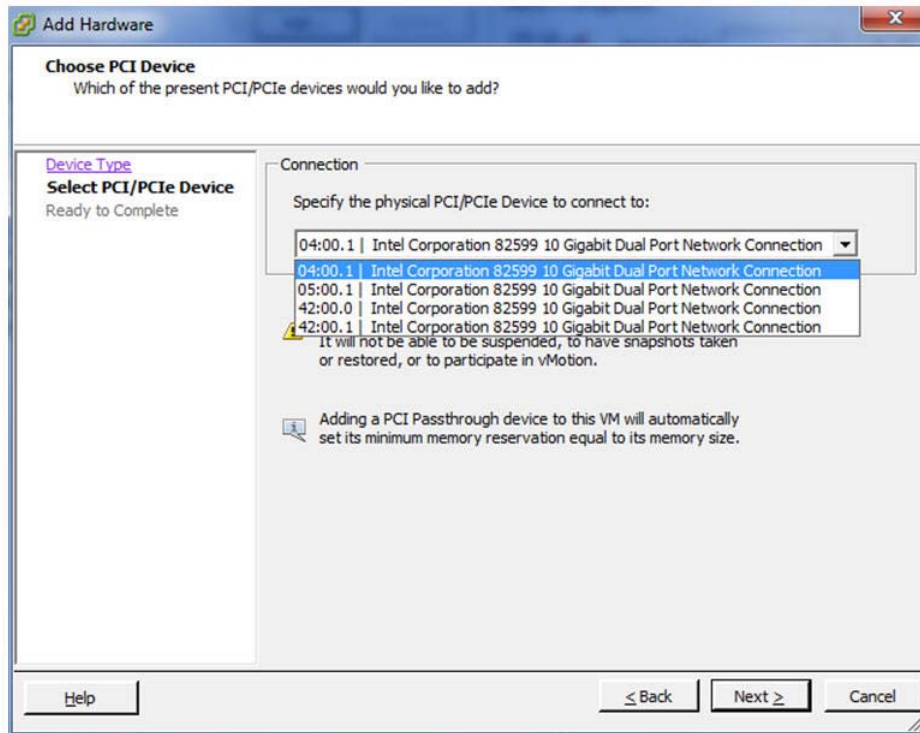 Add Hardware
Choose PCI Device
Which of the present PCI/PCIe devices would you like to add?
Device Type
Select PCI/PCIe Device
Ready to Complete
Connection
Specify the physical PCI/PCIe Device to connect to:
04:00.1 | Intel Corporation 82599 10 Gigabit Dual Port Network Connection
04:00.1 | Intel Corporation 82599 10 Gigabit Dual Port Network Connection
05:00.1 | Intel Corporation 82599 10 Gigabit Dual Port Network Connection
42:00.0 | Intel Corporation 82599 10 Gigabit Dual Port Network Connection
42:00.1 | Intel Corporation 82599 10 Gigabit Dual Port Network Connection
It will not be able to be suspended, to have snapshots taken
or restored, or to participate in vMotion.
Adding a PCI Passthrough device to this VM will automatically
set its minimum memory reservation equal to its memory size.
Help
< Back
Next >
Cancel